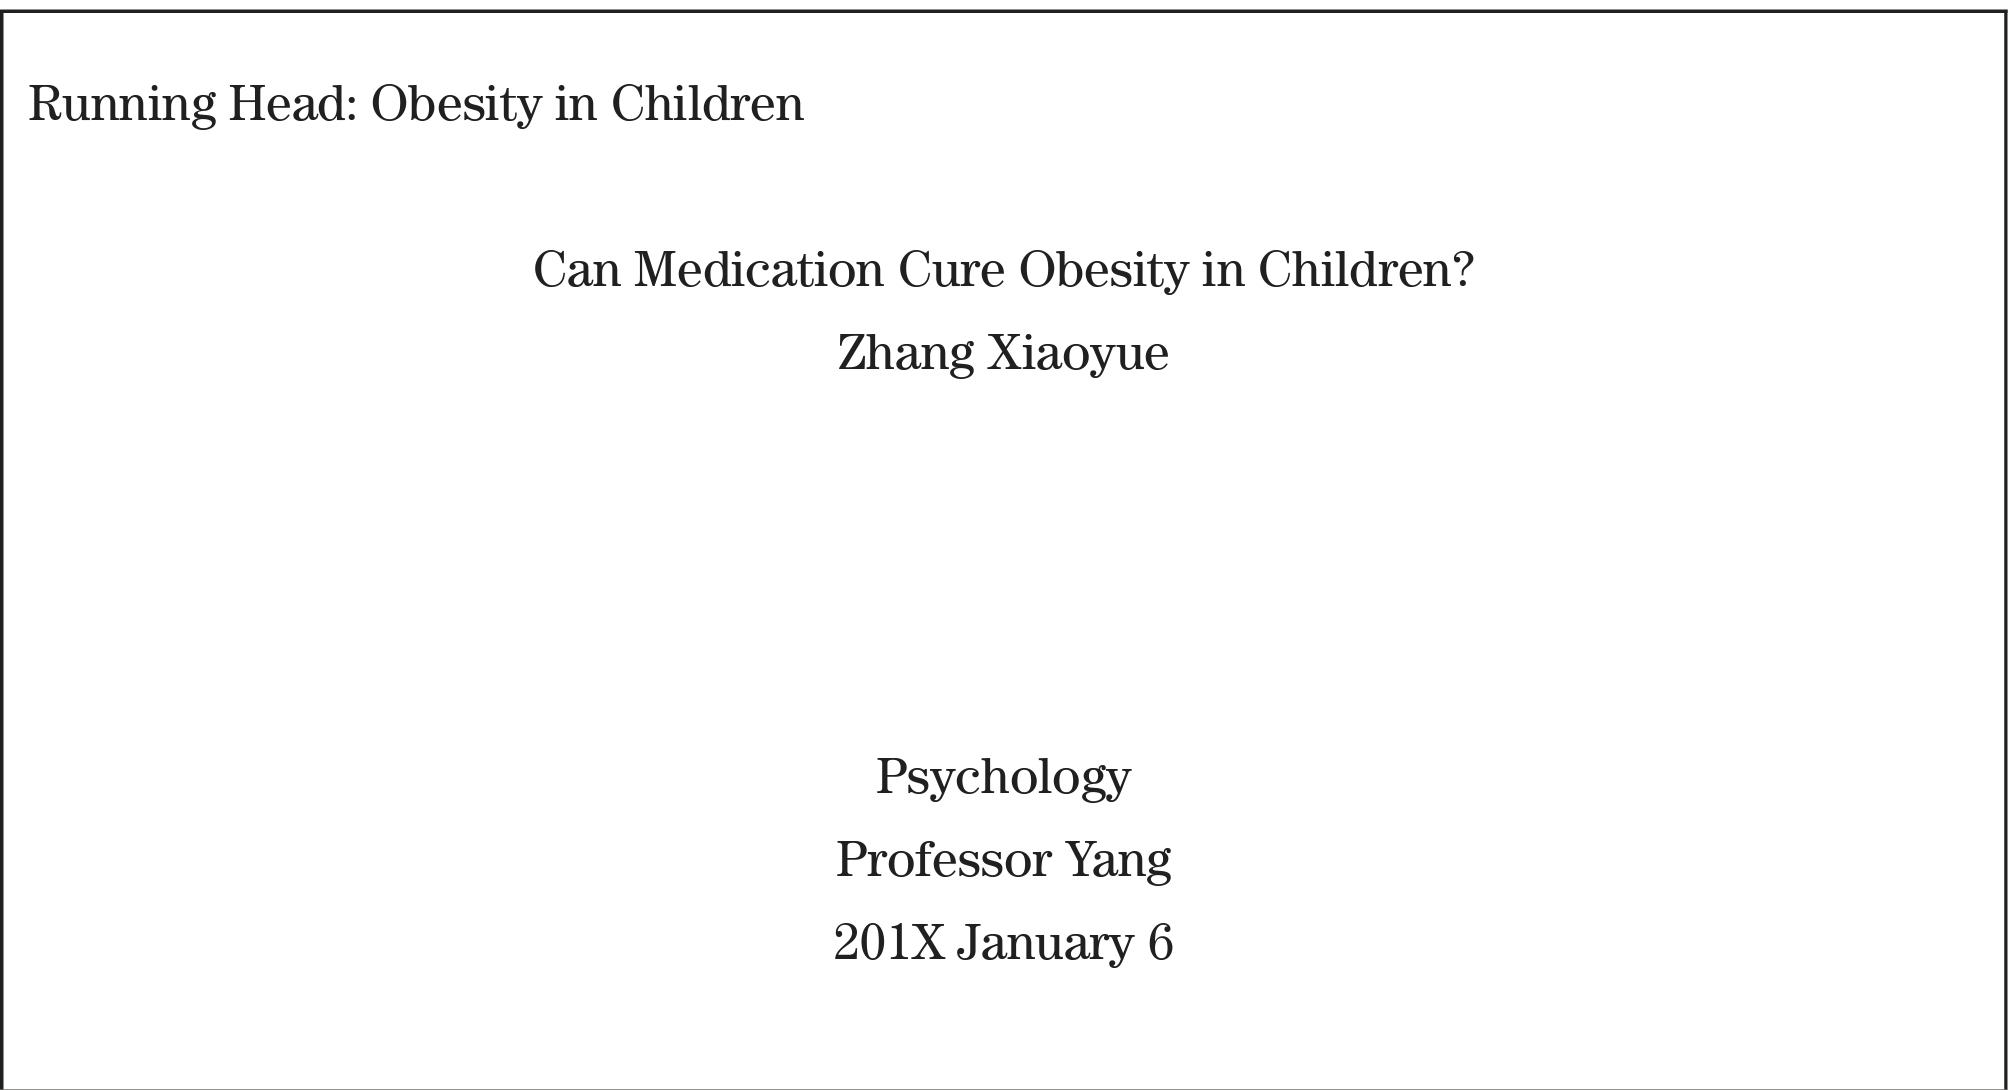 Running Head: Obesity in Children
Can Medication Cure Obesity in Children?
Zhang Xiaoyue
Psychology
Professor Yang
201X January 6